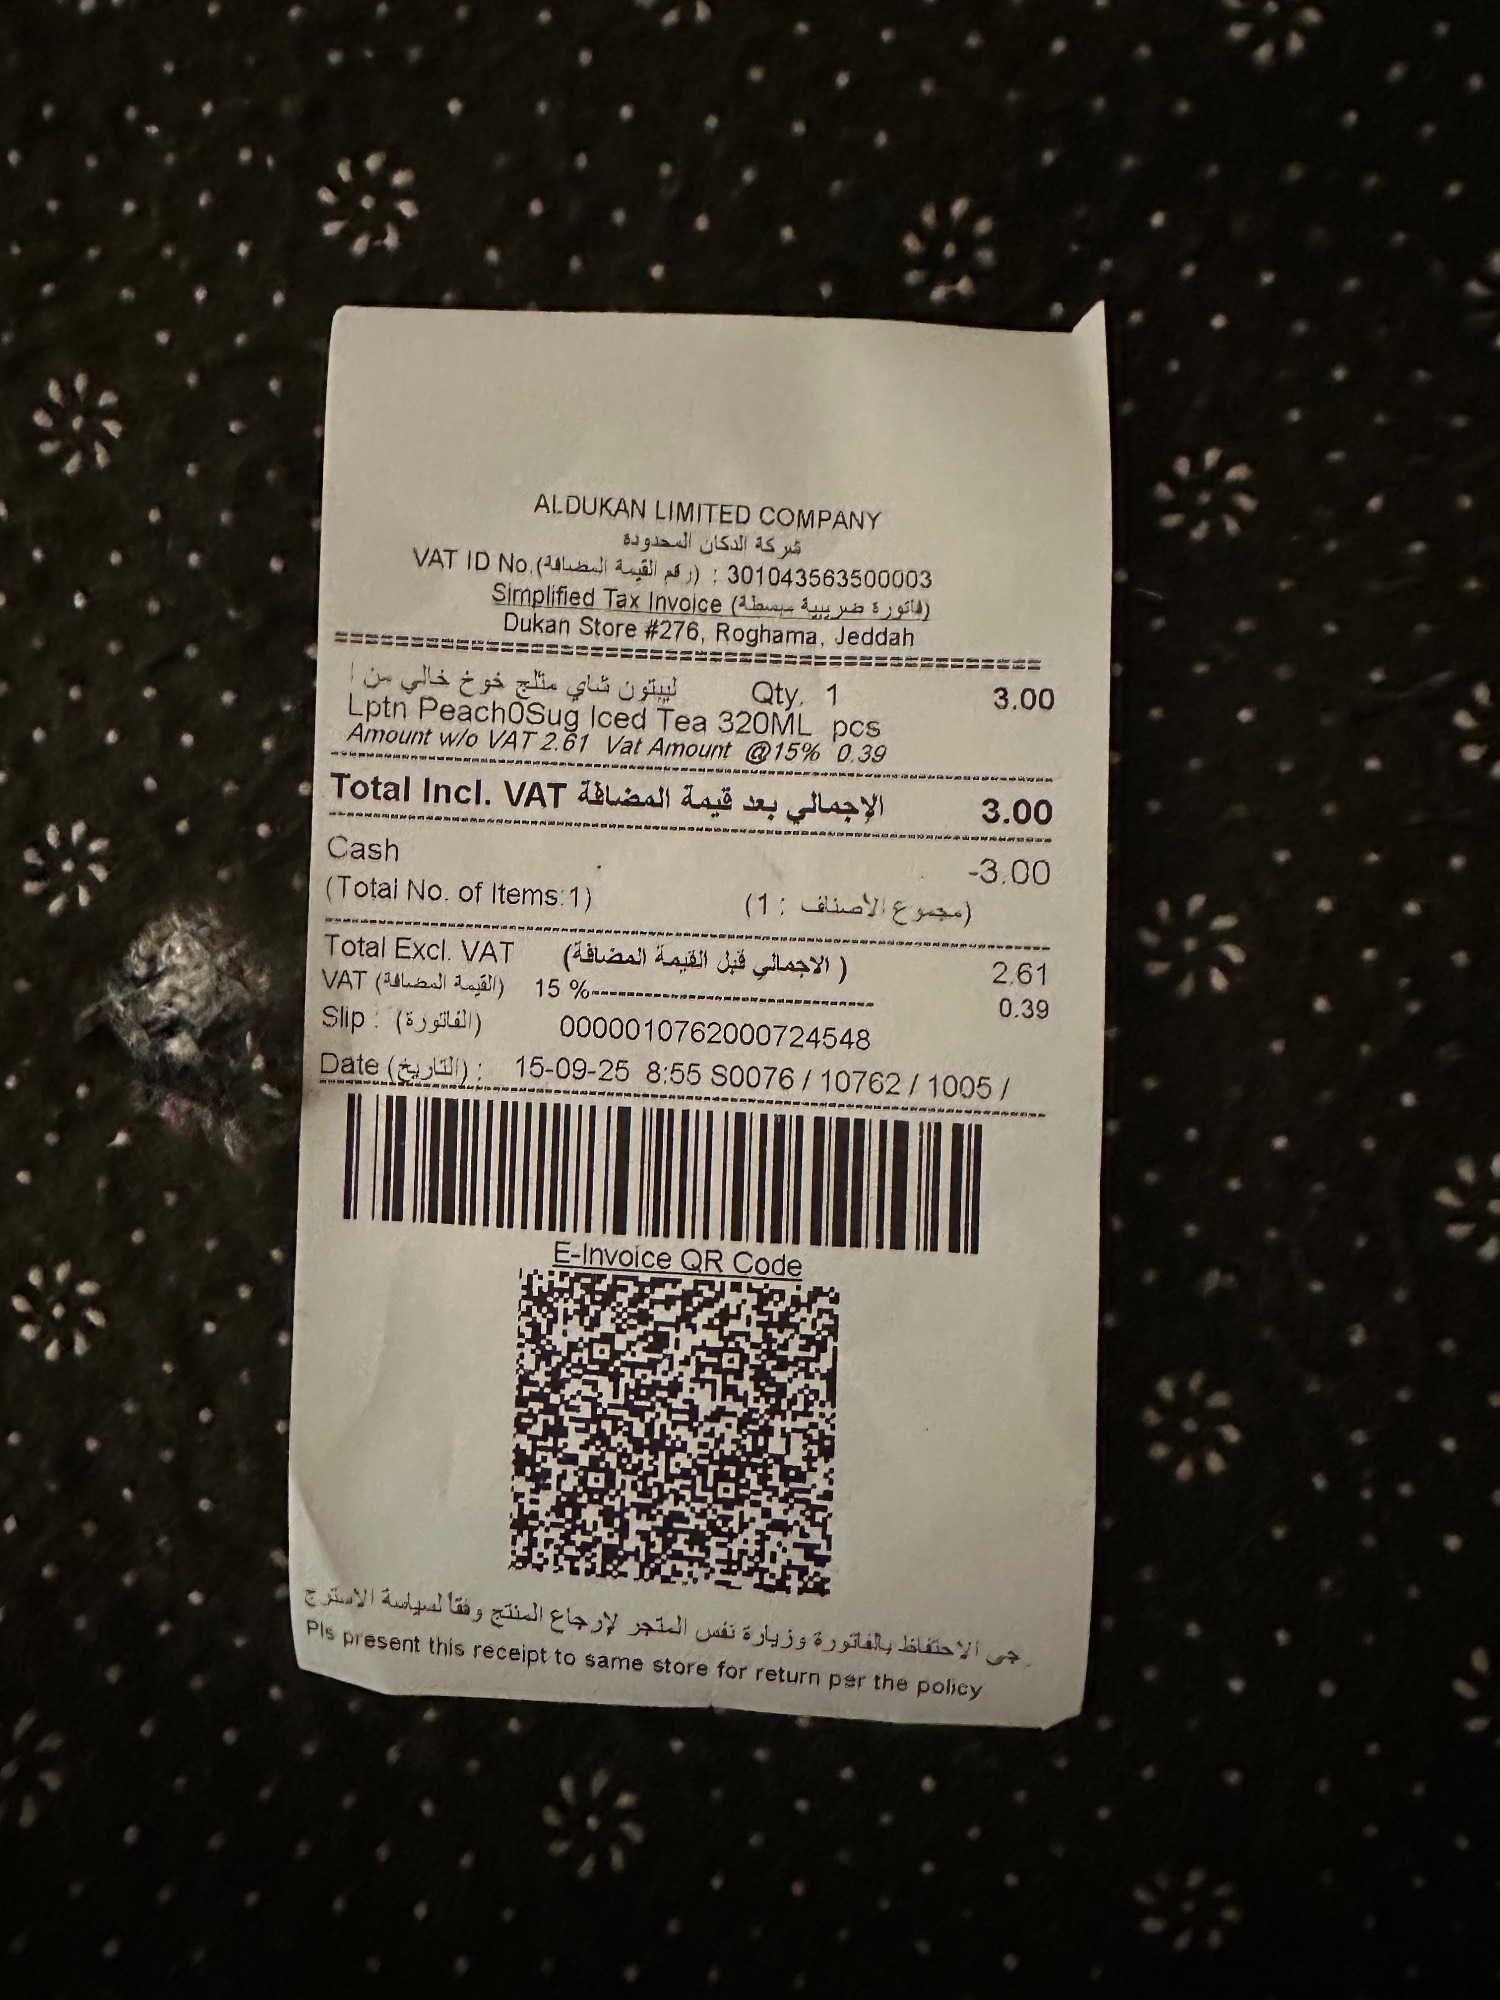 ALDUKAN LIMITED COMPANY
شركة الدكان المحدودة
VAT ID No.(رقم القيمة المضافة) : 301043563500003
Simplified Tax Invoice (فاتورة ضريبية مبسطة)
Dukan Store #276, Roghama, Jeddah
ليبتون شاي مثلج خوخ خالي من ا Qty. 1 3.00
Lptn Peach0Sug Iced Tea 320ML pcs
Amount w/o VAT 2.61 Vat Amount @15% 0.39
Total Incl. VAT الإجمالي بعد قيمة المضافة 3.00
Cash -3.00
(Total No. of Items:1) (مجموع الأصناف : 1)
Total Excl. VAT (الاجمالي قبل القيمة المضافة ) 2.61
VAT (القيمة المضافة) 15 %------------------------------ 0.39
Slip : (الفاتورة) 0000010762000724548
Date (التاريخ) : 15-09-25 8:55 S0076 / 10762 / 1005 /
E-Invoice QR Code
جى الاحتفاظ بالفاتورة وزيارة نفس المتجر لإرجاع المنتج وفقا لسياسة الاسترج
Pls present this receipt to same store for return per the policy